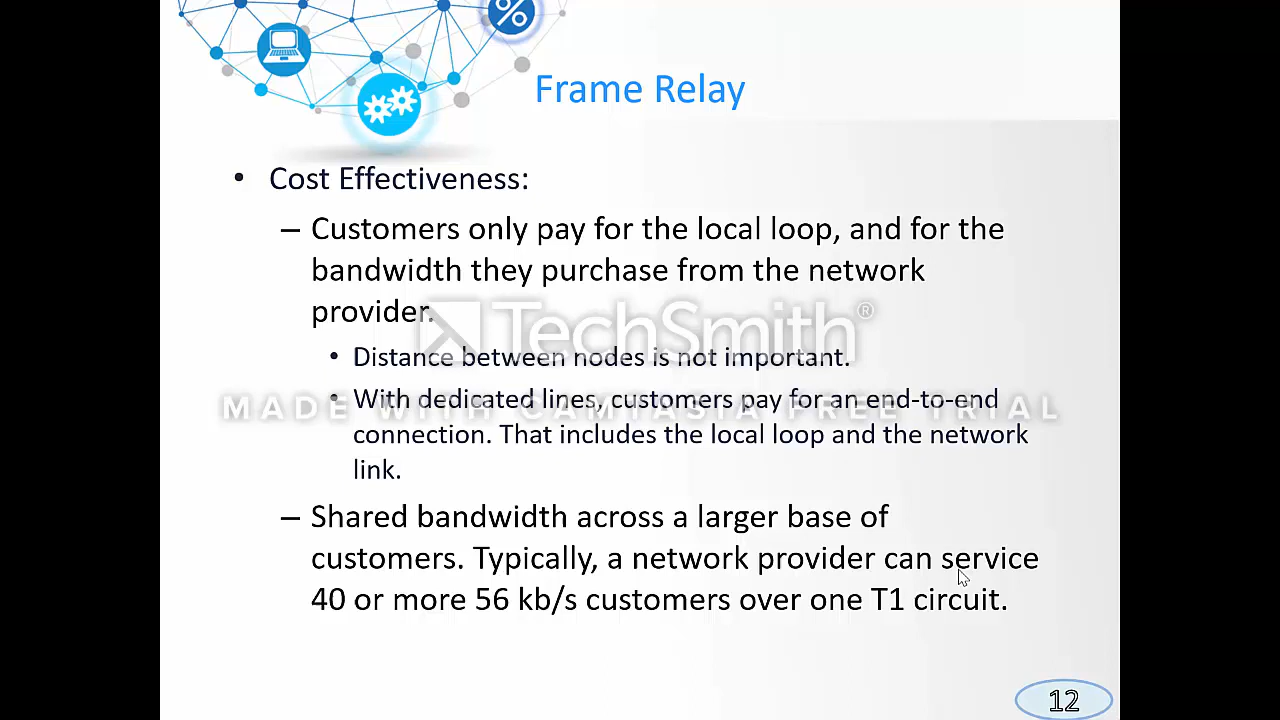 %
Frame Relay
• Cost Effectiveness:
– Customers only pay for the local loop, and for the
bandwidth they purchase from the network
provider.
TechSmith®
• Distance between nodes is not important.
• With dedicated lines, customers pay for an end-to-end
MADE WITH CAMTASIA FREE TRIAL
connection. That includes the local loop and the network
link.
– Shared bandwidth across a larger base of
customers. Typically, a network provider can service
40 or more 56 kb/s customers over one T1 circuit.
12